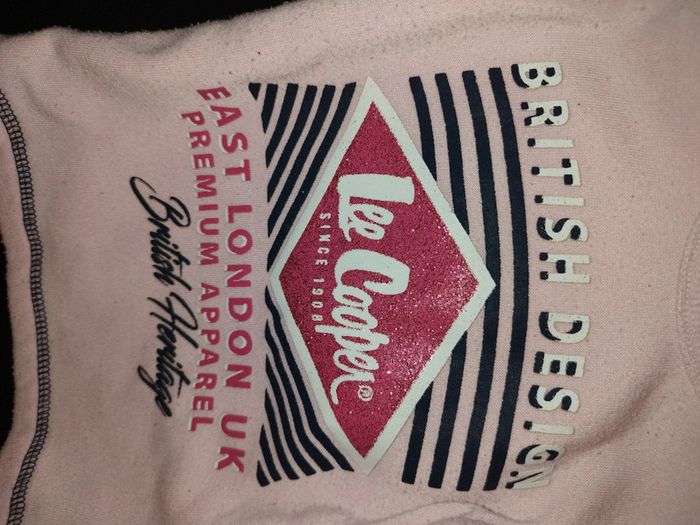 BRITISH DESIGN
Lee Cooper®
SINCE 1908
EAST LONDON UK
PREMIUM APPAREL
British Heritage